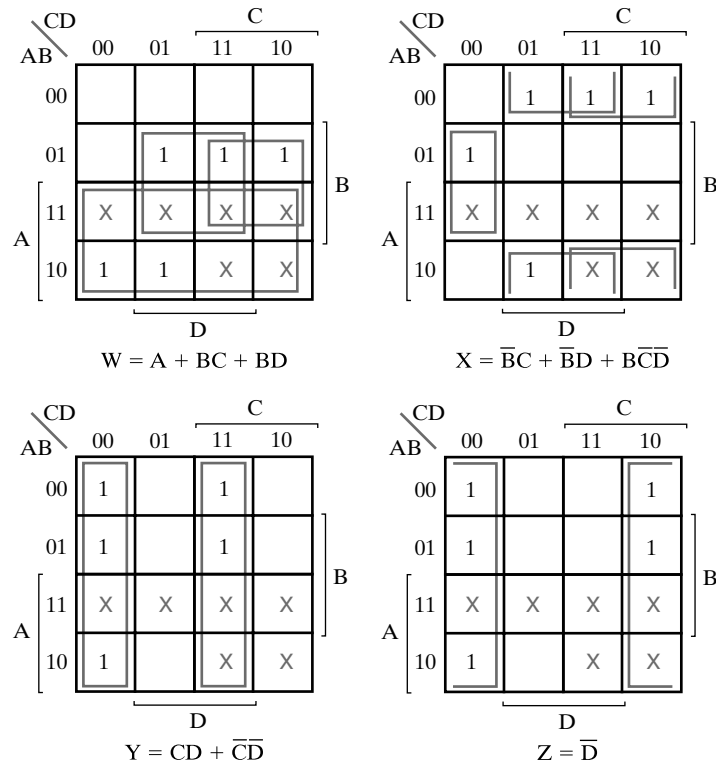 CD C
AB 00 01 11 10
00
01 1 1 1
11 X X X X
10 1 1 X X
A B
D
W = A + BC + BD
CD C
AB 00 01 11 10
00 1 1 1
01 1
11 X X X X
10 1 X X
A B
D
X = B̅C + B̅D + BC̅D̅
CD C
AB 00 01 11 10
00 1 1
01 1 1
11 X X X X
10 1 X X
A B
D
Y = CD + C̅D̅
CD C
AB 00 01 11 10
00 1 1
01 1 1
11 X X X X
10 1 X X
A B
D
Z = D̅